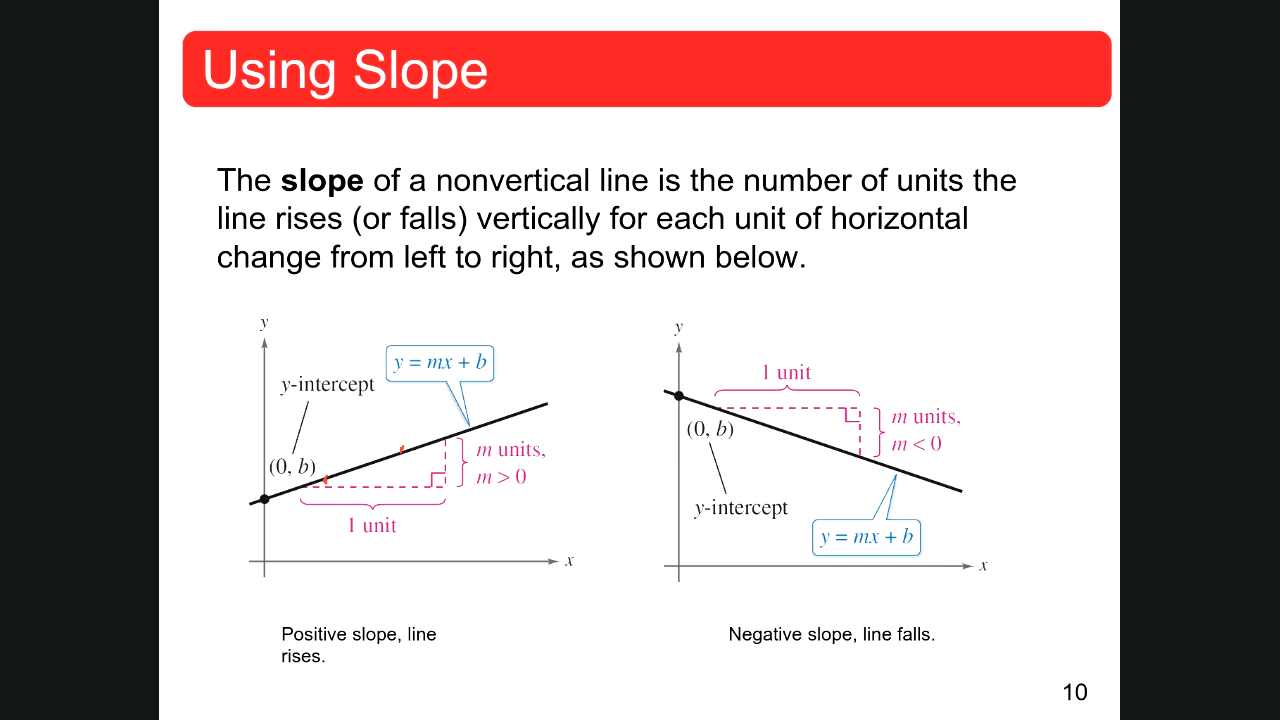 Using Slope
The slope of a nonvertical line is the number of units the
line rises (or falls) vertically for each unit of horizontal
change from left to right, as shown below.
y
y = mx + b
y-intercept
(0, b)
m units,
m > 0
1 unit
x
Positive slope, line
rises.
y
1 unit
m units,
m < 0
(0, b)
y-intercept
y = mx + b
x
Negative slope, line falls.
10